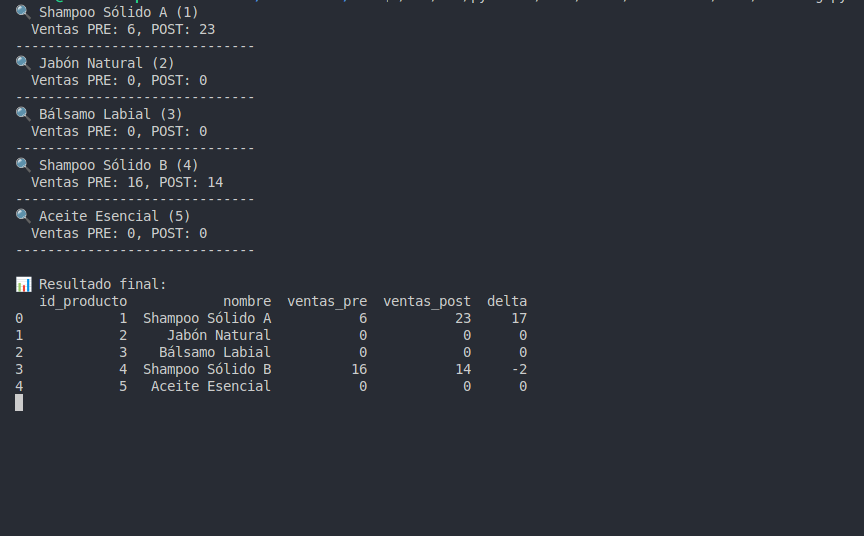 🔍 Shampoo Sólido A (1)
Ventas PRE: 6, POST: 23
------------------------------
🔍 Jabón Natural (2)
Ventas PRE: 0, POST: 0
------------------------------
🔍 Bálsamo Labial (3)
Ventas PRE: 0, POST: 0
------------------------------
🔍 Shampoo Sólido B (4)
Ventas PRE: 16, POST: 14
------------------------------
🔍 Aceite Esencial (5)
Ventas PRE: 0, POST: 0
------------------------------
📊 Resultado final:
id_producto nombre ventas_pre ventas_post delta
0 1 Shampoo Sólido A 6 23 17
1 2 Jabón Natural 0 0 0
2 3 Bálsamo Labial 0 0 0
3 4 Shampoo Sólido B 16 14 -2
4 5 Aceite Esencial 0 0 0